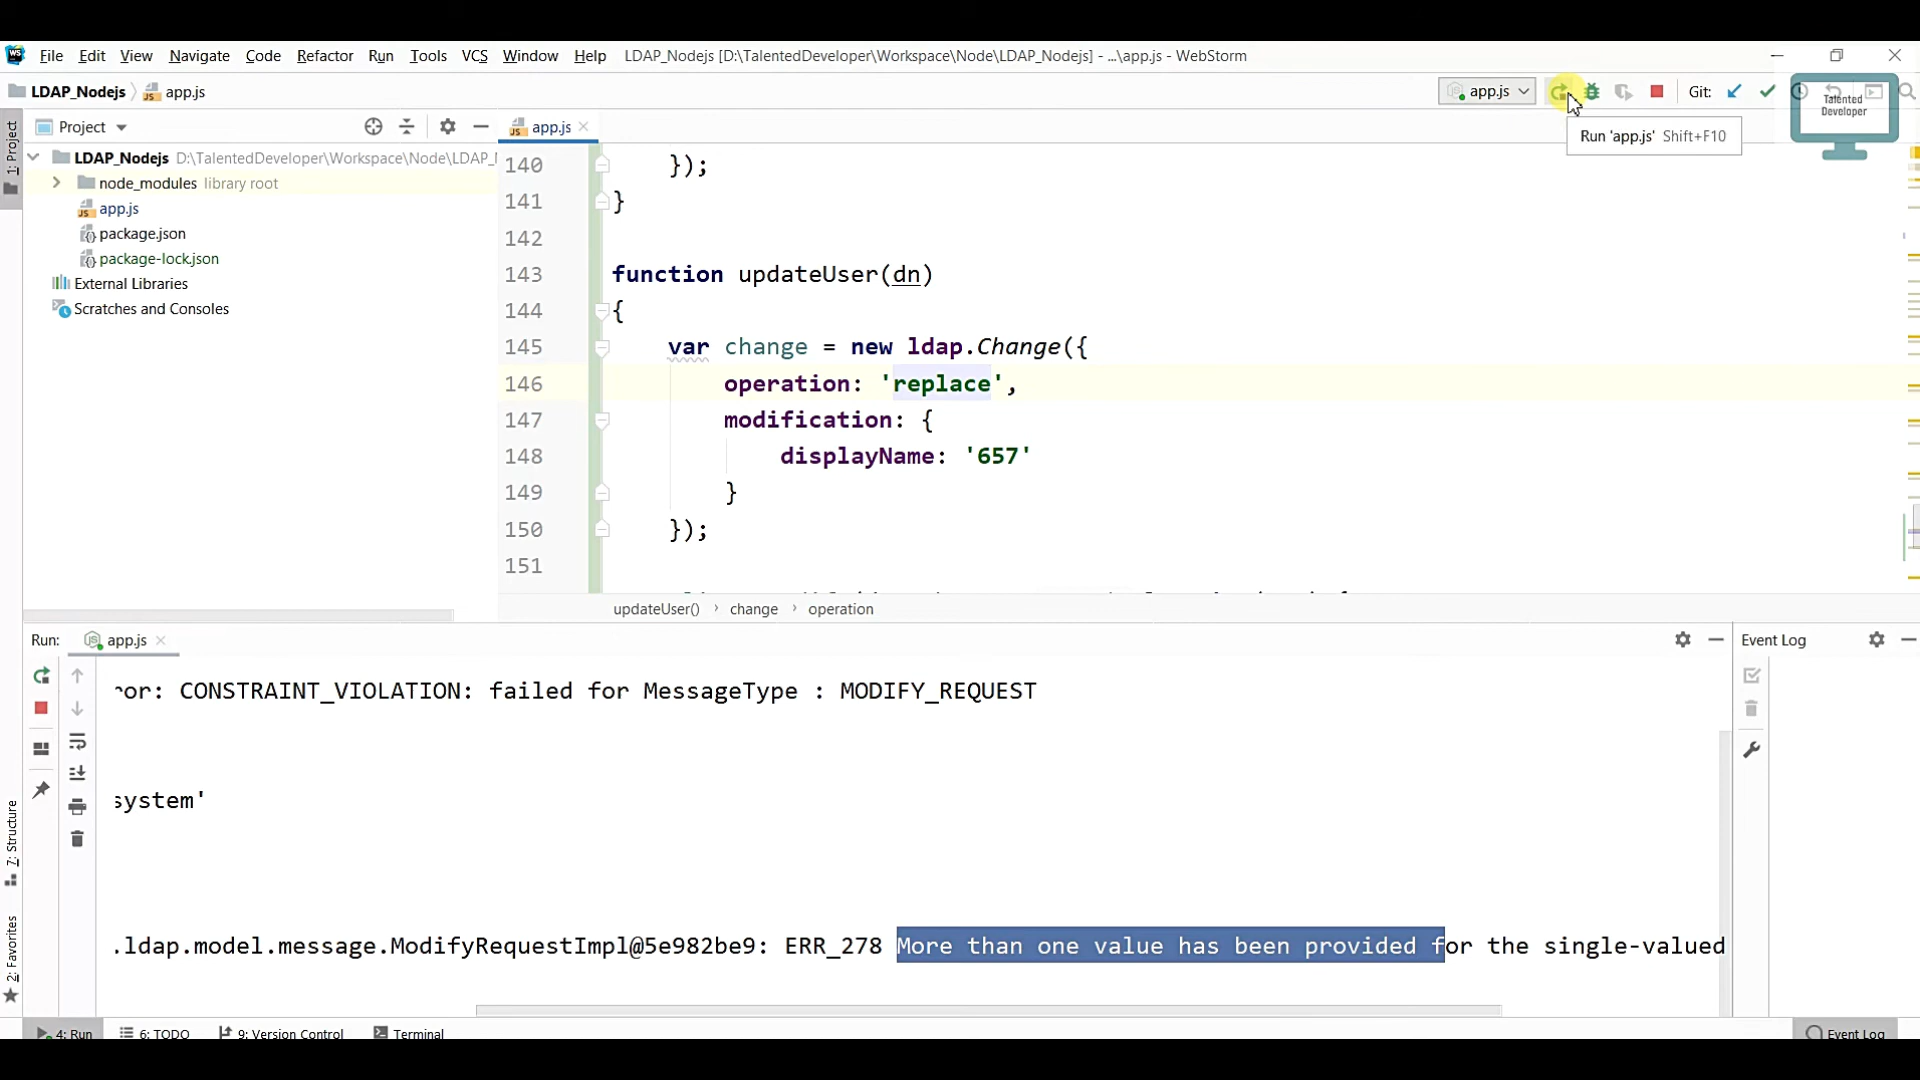 File Edit View Navigate Code Refactor Run Tools VCS Window Help LDAP_Nodejs [D:\TalentedDeveloper\Workspace\Node\LDAP_Nodejs] - ...\app.js - WebStorm
LDAP_Nodejs app.js
app.js Git:
Talented
Developer
Run 'app.js' Shift+F10
1: Project
Project
app.js
LDAP_Nodejs D:\TalentedDeveloper\Workspace\Node\LDAP_N
node_modules library root
app.js
package.json
package-lock.json
External Libraries
Scratches and Consoles
140 });
141 }
142
143 function updateUser(dn)
144 {
145 var change = new ldap.Change({
146 operation: 'replace',
147 modification: {
148 displayName: '657'
149 }
150 });
151
updateUser() › change › operation
Run: app.js
Event Log
ror: CONSTRAINT_VIOLATION: failed for MessageType : MODIFY_REQUEST
system'
.ldap.model.message.ModifyRequestImpl@5e982be9: ERR_278 More than one value has been provided for the single-valued
7: Structure
2: Favorites
4: Run 6: TODO 9: Version Control Terminal Event Log